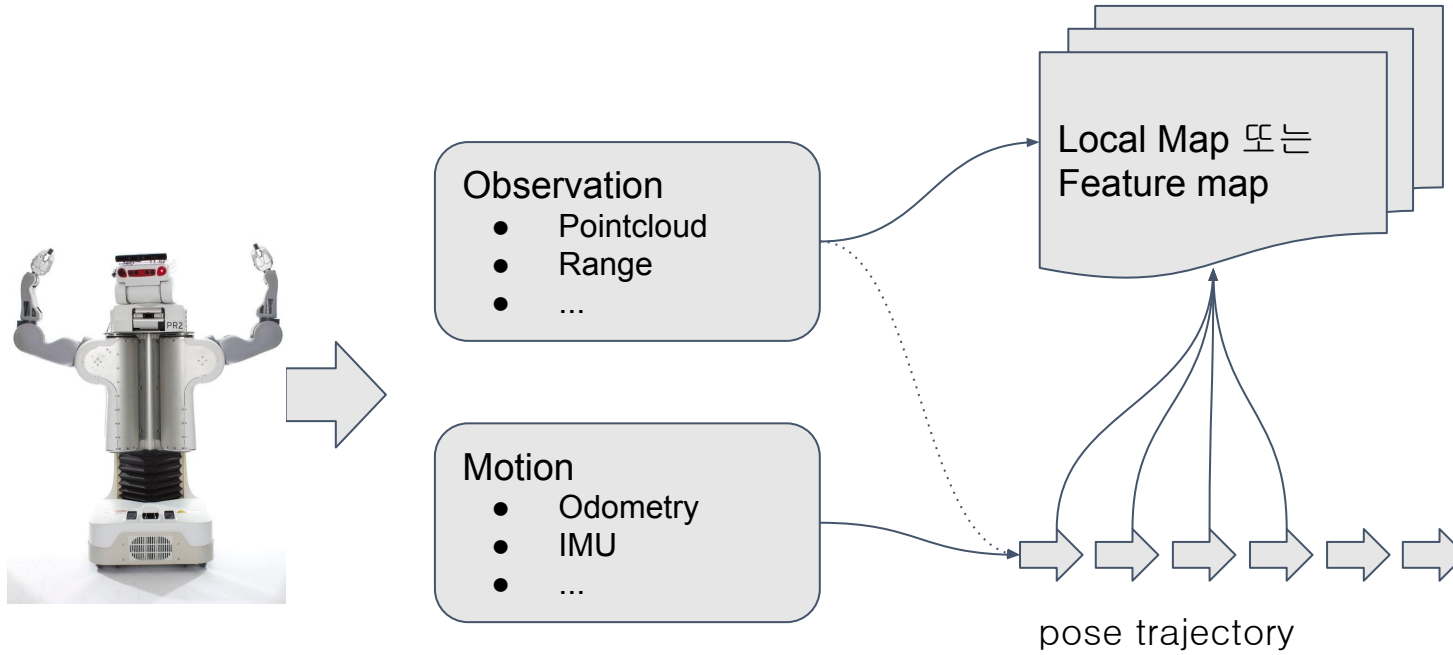 Local Map 또는
Feature map
Observation
● Pointcloud
● Range
● ...
PR2
Motion
● Odometry
● IMU
● ...
pose trajectory